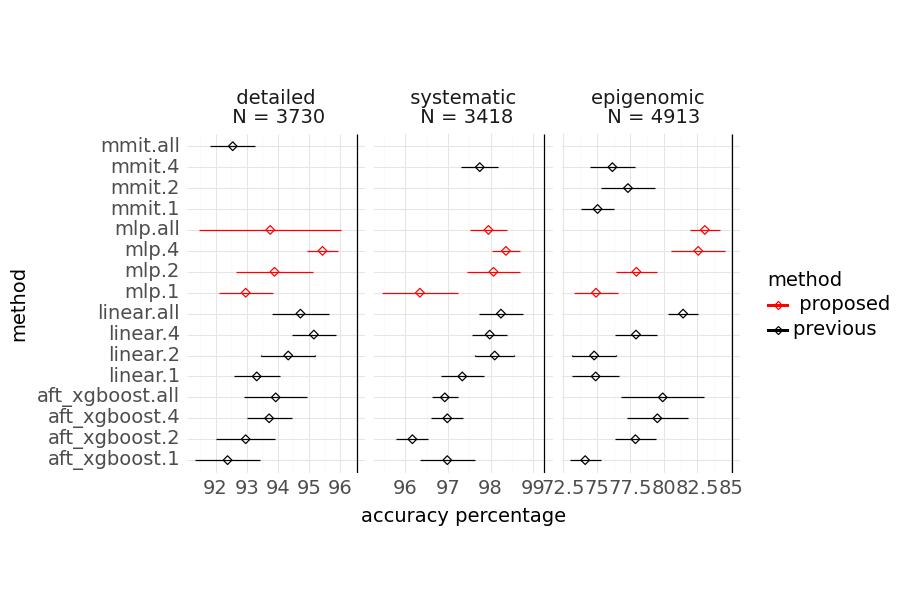 detailed
N = 3730
systematic
N = 3418
epigenomic
N = 4913
mmit.all
mmit.4
mmit.2
mmit.1
mlp.all
mlp.4
mlp.2
mlp.1
linear.all
linear.4
linear.2
linear.1
aft_xgboost.all
aft_xgboost.4
aft_xgboost.2
aft_xgboost.1
method
92 93 94 95 96
96 97 98 99
72.5 75 77.5 80 82.5 85
accuracy percentage
method
proposed
previous